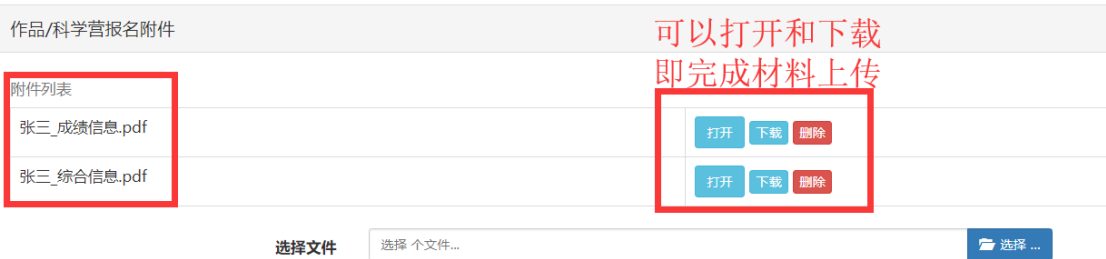 作品/科学营报名附件
可以打开和下载
即完成材料上传
附件列表
张三_成绩信息.pdf
打开 下载 删除
张三_综合信息.pdf
打开 下载 删除
选择文件 选择 个文件... 选择 ...